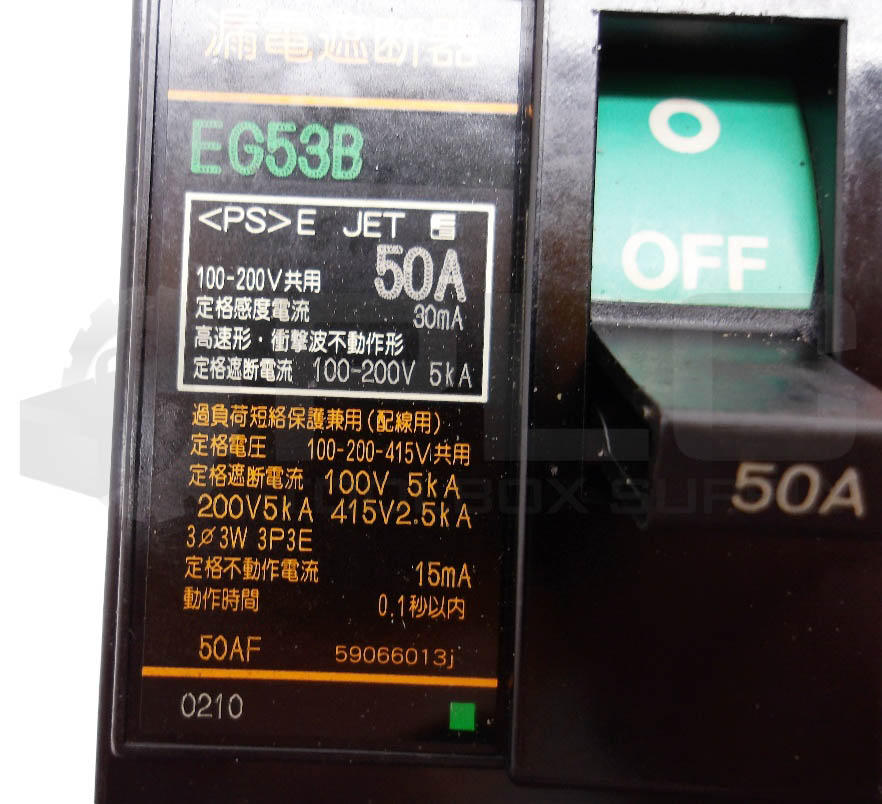 漏電遮断器
EG53B
<PS>E JET
50A
100-200V共用
定格感度電流 30mA
高速形・衝撃波不動作形
定格遮断電流 100-200V 5kA
過負荷短絡保護兼用(配線用)
定格電圧 100-200-415V共用
定格遮断電流 100V 5kA
200V5kA 415V2.5kA
3ø3W 3P3E
定格不動作電流 15mA
動作時間 0.1秒以内
50AF 59066013j
0210
O
OFF
50A